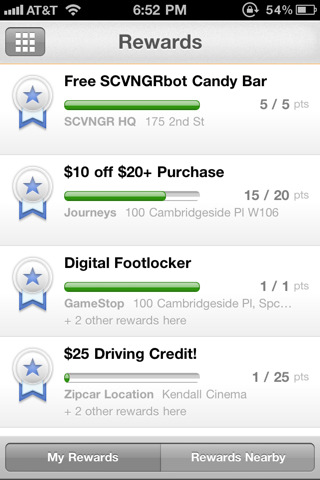 AT&T 6:52 PM 54%
Rewards
Free SCVNGRbot Candy Bar
5 / 5 pts
SCVNGR HQ 175 2nd St
$10 off $20+ Purchase
15 / 20 pts
Journeys 100 Cambridgeside Pl W106
Digital Footlocker
1 / 1 pts
GameStop 100 Cambridgeside Pl, Spc...
+ 2 other rewards here
$25 Driving Credit!
1 / 25 pts
Zipcar Location Kendall Cinema
+ 2 other rewards here
My Rewards Rewards Nearby